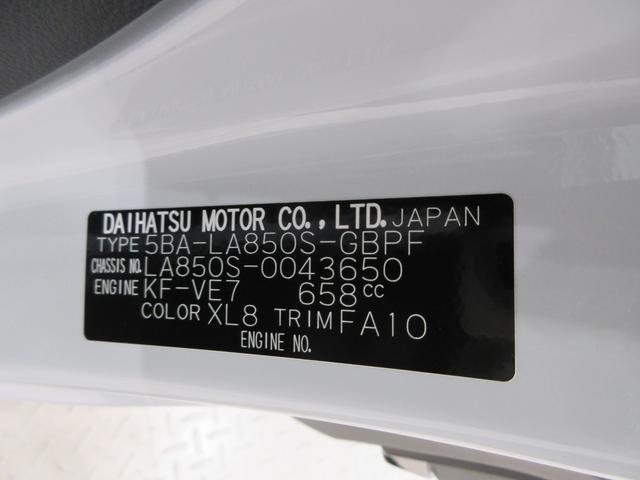 DAIHATSU MOTOR CO., LTD. JAPAN
TYPE 5BA-LA850S-GBPF
CHASSIS NO. LA850S-0043650
ENGINE KF-VE7 658cc
COLOR XL8 TRIM FA10
ENGINE NO.